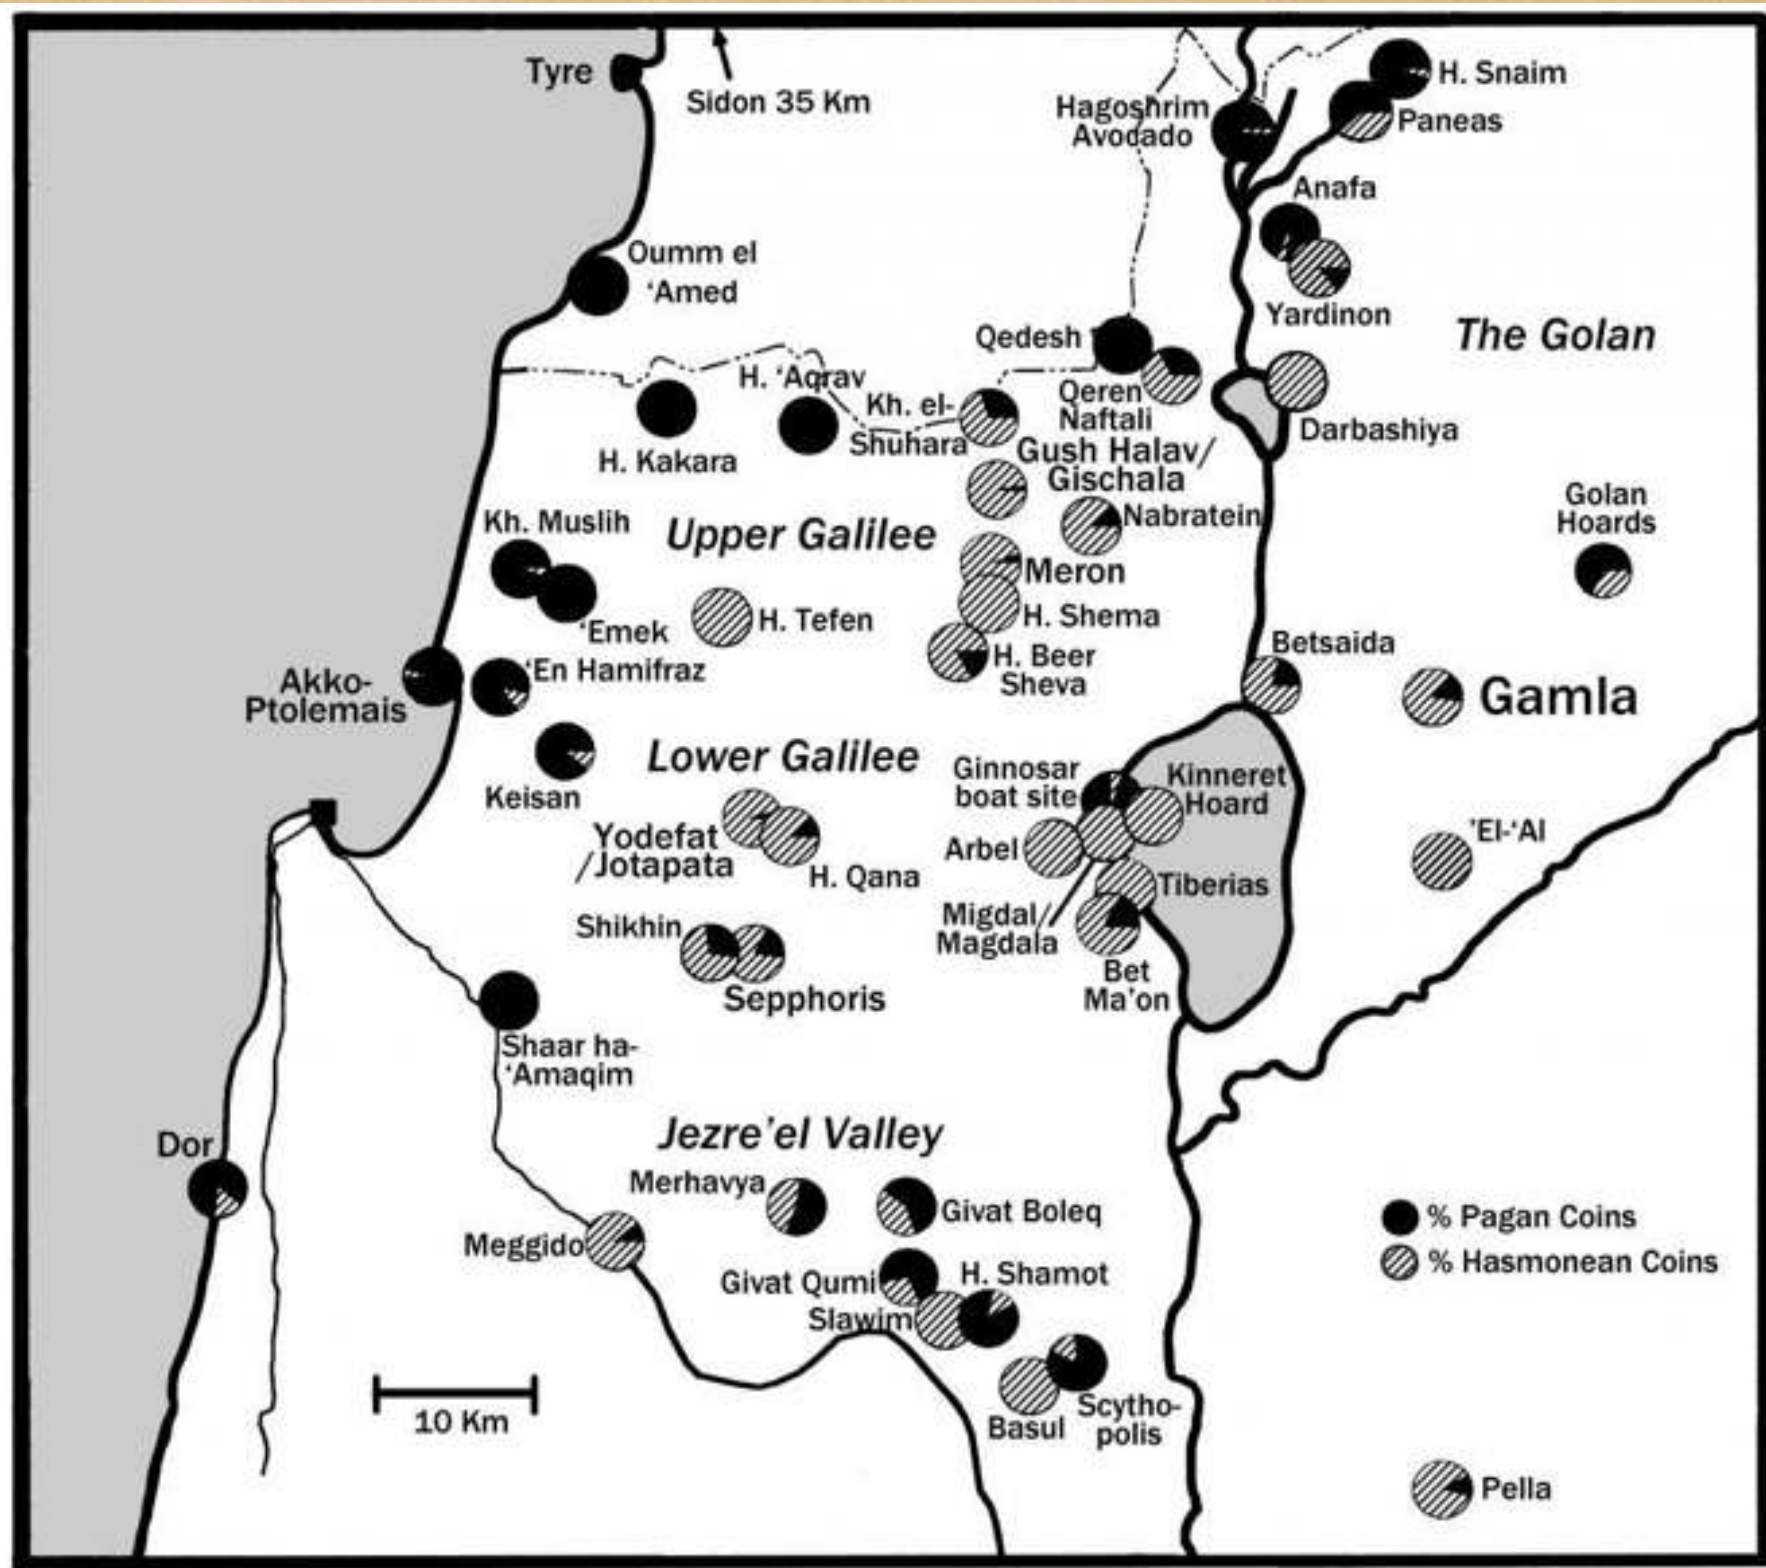 Tyre
Sidon 35 Km
Hagoshrim
Avocado
H. Snaim
Paneas
Anafa
Yardinon
The Golan
Oumm el
‘Amed
Qedesh
Qeren
Naftali
H. ‘Aqrav
Kh. el-
Shuhara
H. Kakara
Gush Halav/
Gischala
Darbashiya
Nabratein
Golan
Hoards
Kh. Muslih
Upper Galilee
Meron
H. Tefen
H. Shema
‘Emek
‘En Hamifraz
H. Beer
Sheva
Betsaida
Gamla
Akko-
Ptolemais
Lower Galilee
Keisan
Ginnosar
boat site
Kinneret
Hoard
Yodefat
/Jotapata
H. Qana
Arbel
’El-‘Al
Tiberias
Shikhin
Migdal/
Magdala
Sepphoris
Bet
Ma’on
Shaar ha-
‘Amaqim
Dor
Jezre’el Valley
Merhavya
Givat Boleq
Meggido
Givat Qumi
H. Shamot
Slawim
% Pagan Coins
% Hasmonean Coins
10 Km
Basul
Scytho-
polis
Pella